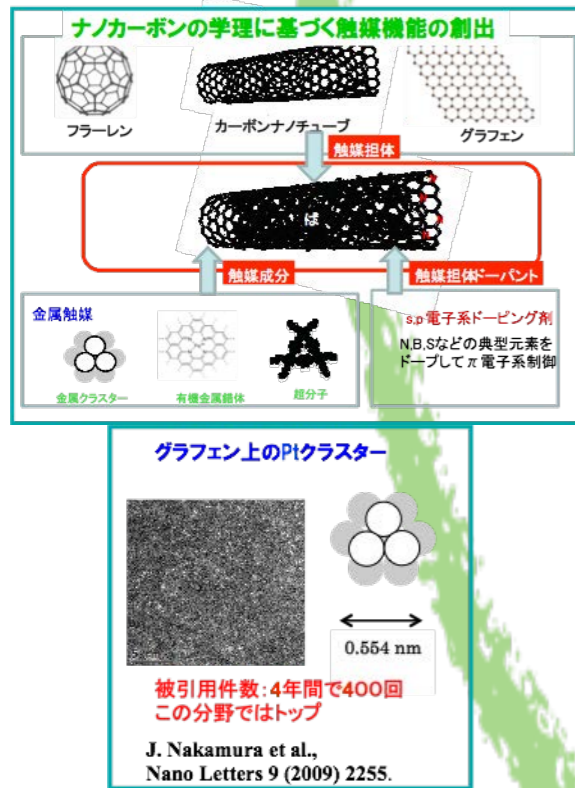 ナノカーボンの学理に基づく触媒機能の創出
フラーレン
カーボンナノチューブ
グラフェン
触媒担体
ば
触媒成分
触媒担体ドーパント
金属触媒
金属クラスター
有機金属錯体
超分子
s,p電子系ドーピング剤
N,B,Sなどの典型元素を
ドープしてπ電子系制御
グラフェン上のPtクラスター
0.554 nm
被引用件数:4年間で400回
この分野ではトップ
J. Nakamura et al.,
Nano Letters 9 (2009) 2255.